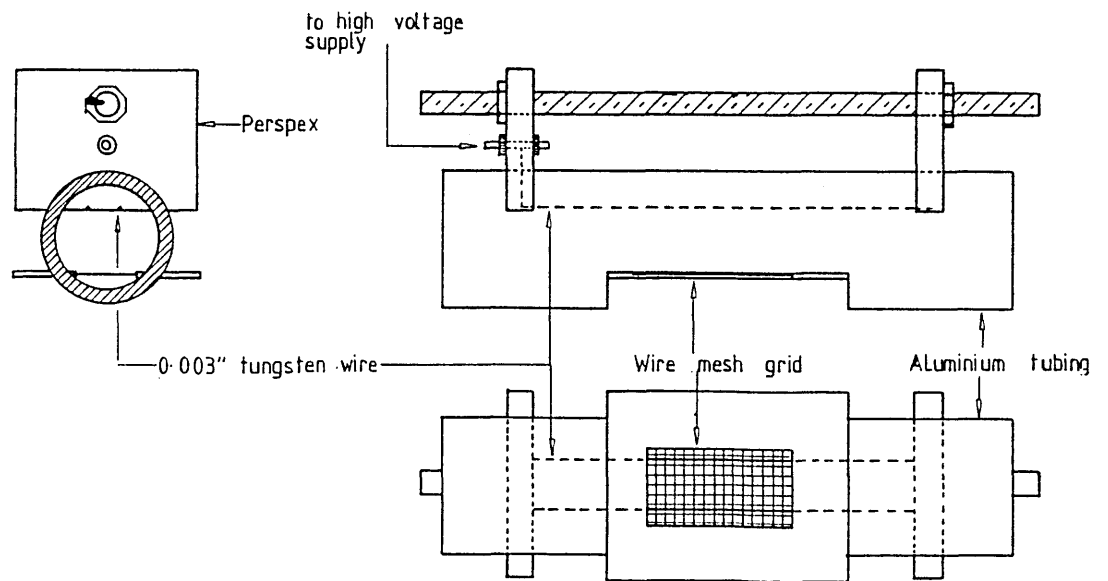 to high voltage
supply
Perspex
0·003" tungsten wire
Wire mesh grid
Aluminium tubing